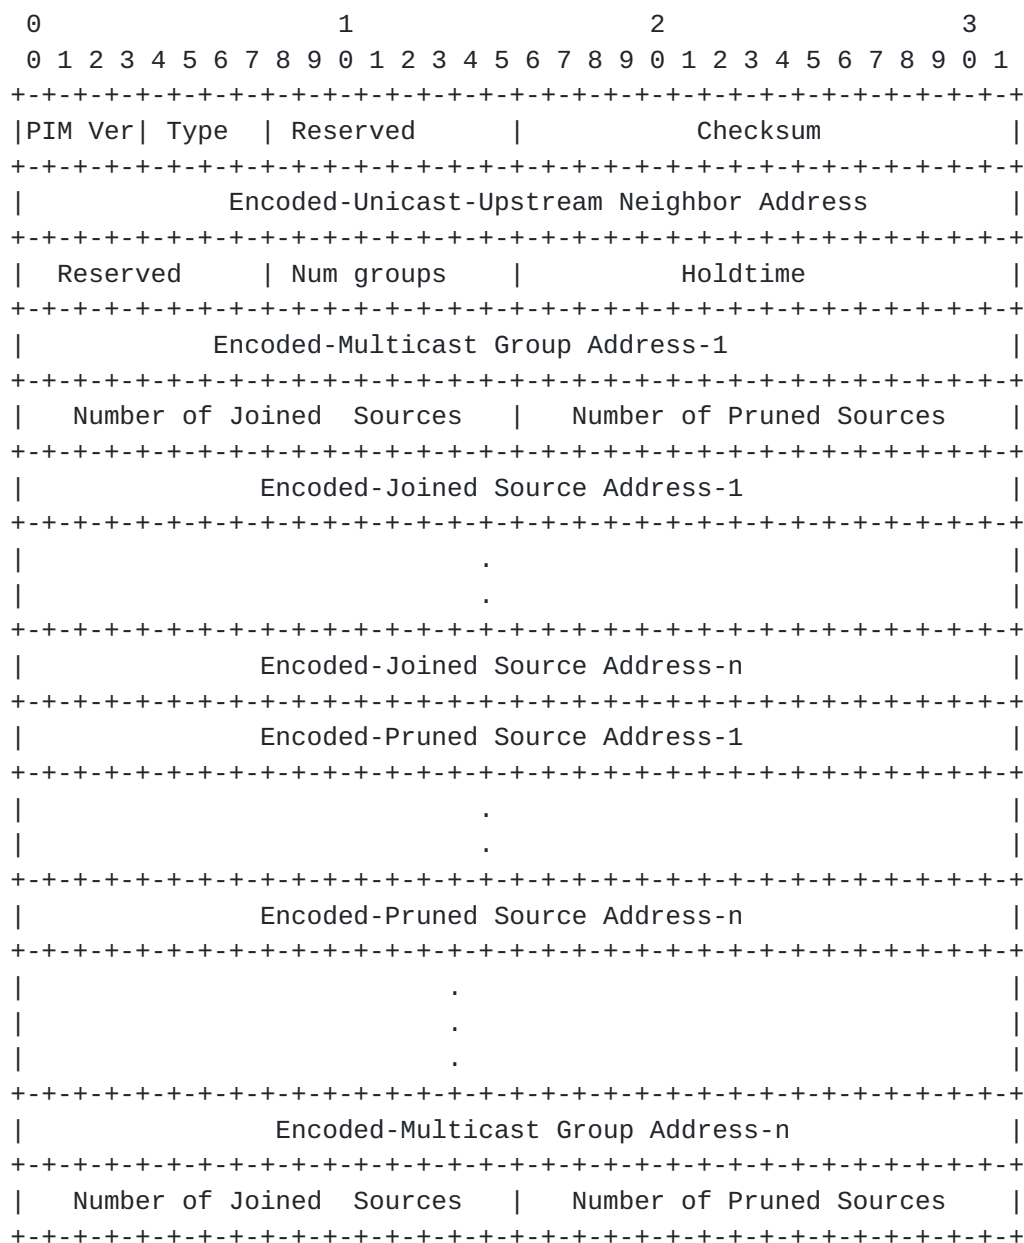 0                   1                   2                   3
 0 1 2 3 4 5 6 7 8 9 0 1 2 3 4 5 6 7 8 9 0 1 2 3 4 5 6 7 8 9 0 1
+-+-+-+-+-+-+-+-+-+-+-+-+-+-+-+-+-+-+-+-+-+-+-+-+-+-+-+-+-+-+-+-+
|PIM Ver| Type  | Reserved      |           Checksum            |
+-+-+-+-+-+-+-+-+-+-+-+-+-+-+-+-+-+-+-+-+-+-+-+-+-+-+-+-+-+-+-+-+
|             Encoded-Unicast-Upstream Neighbor Address         |
+-+-+-+-+-+-+-+-+-+-+-+-+-+-+-+-+-+-+-+-+-+-+-+-+-+-+-+-+-+-+-+-+
|  Reserved     | Num groups    |          Holdtime             |
+-+-+-+-+-+-+-+-+-+-+-+-+-+-+-+-+-+-+-+-+-+-+-+-+-+-+-+-+-+-+-+-+
|            Encoded-Multicast Group Address-1                  |
+-+-+-+-+-+-+-+-+-+-+-+-+-+-+-+-+-+-+-+-+-+-+-+-+-+-+-+-+-+-+-+-+
|   Number of Joined  Sources   |   Number of Pruned Sources    |
+-+-+-+-+-+-+-+-+-+-+-+-+-+-+-+-+-+-+-+-+-+-+-+-+-+-+-+-+-+-+-+-+
|               Encoded-Joined Source Address-1                 |
+-+-+-+-+-+-+-+-+-+-+-+-+-+-+-+-+-+-+-+-+-+-+-+-+-+-+-+-+-+-+-+-+
|                             .                                 |
|                             .                                 |
+-+-+-+-+-+-+-+-+-+-+-+-+-+-+-+-+-+-+-+-+-+-+-+-+-+-+-+-+-+-+-+-+
|               Encoded-Joined Source Address-n                 |
+-+-+-+-+-+-+-+-+-+-+-+-+-+-+-+-+-+-+-+-+-+-+-+-+-+-+-+-+-+-+-+-+
|               Encoded-Pruned Source Address-1                 |
+-+-+-+-+-+-+-+-+-+-+-+-+-+-+-+-+-+-+-+-+-+-+-+-+-+-+-+-+-+-+-+-+
|                             .                                 |
|                             .                                 |
+-+-+-+-+-+-+-+-+-+-+-+-+-+-+-+-+-+-+-+-+-+-+-+-+-+-+-+-+-+-+-+-+
|               Encoded-Pruned Source Address-n                 |
+-+-+-+-+-+-+-+-+-+-+-+-+-+-+-+-+-+-+-+-+-+-+-+-+-+-+-+-+-+-+-+-+
|                           .                                   |
|                           .                                   |
|                           .                                   |
+-+-+-+-+-+-+-+-+-+-+-+-+-+-+-+-+-+-+-+-+-+-+-+-+-+-+-+-+-+-+-+-+
|                Encoded-Multicast Group Address-n              |
+-+-+-+-+-+-+-+-+-+-+-+-+-+-+-+-+-+-+-+-+-+-+-+-+-+-+-+-+-+-+-+-+
|   Number of Joined  Sources   |   Number of Pruned Sources    |
+-+-+-+-+-+-+-+-+-+-+-+-+-+-+-+-+-+-+-+-+-+-+-+-+-+-+-+-+-+-+-+-+